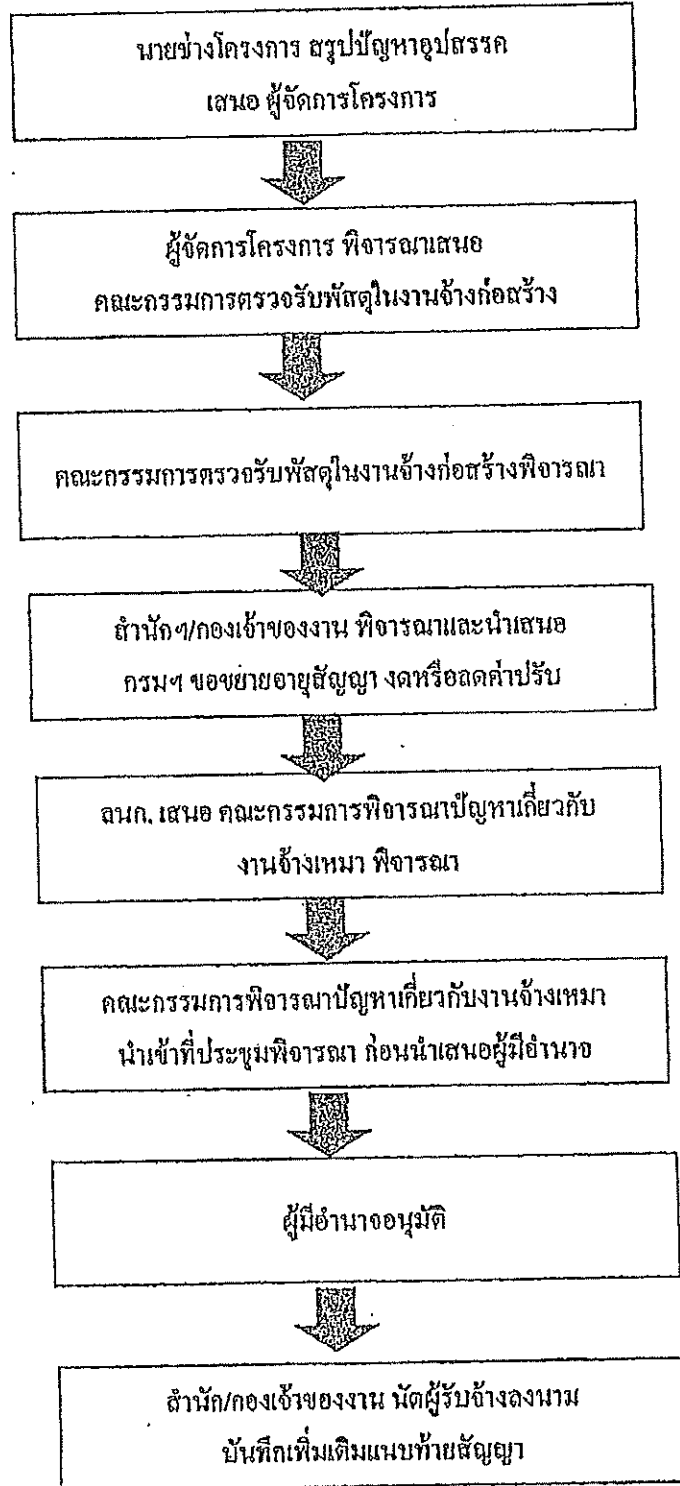 นายช่างโครงการ สรุปปัญหาอุปสรรค
เสนอ ผู้จัดการโครงการ
ผู้จัดการโครงการ พิจารณาเสนอ
คณะกรรมการตรวจรับพัสดุในงานจ้างก่อสร้าง
คณะกรรมการตรวจรับพัสดุในงานจ้างก่อสร้างพิจารณา
สำนักฯ/กองเจ้าของงาน พิจารณาและนำเสนอ
กรมฯ ขอขยายอายุสัญญา งดหรือลดค่าปรับ
ลนก. เสนอ คณะกรรมการพิจารณาปัญหาเกี่ยวกับ
งานจ้างเหมา พิจารณา
คณะกรรมการพิจารณาปัญหาเกี่ยวกับงานจ้างเหมา
นำเข้าที่ประชุมพิจารณา ก่อนนำเสนอผู้มีอำนาจ
ผู้มีอำนาจอนุมัติ
สำนัก/กองเจ้าของงาน นัดผู้รับจ้างลงนาม
บันทึกเพิ่มเติมแนบท้ายสัญญา